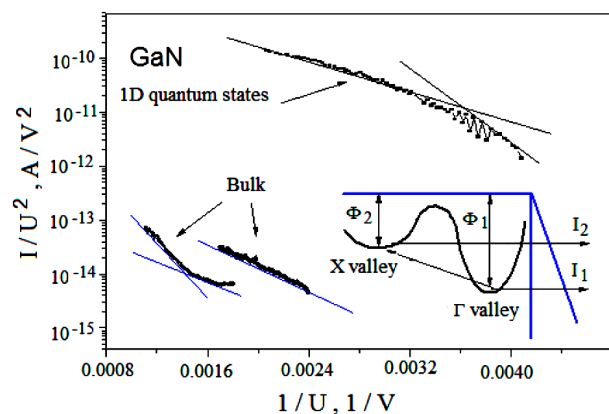 GaN
1D quantum states
Bulk
Φ2
Φ1
I2
X valley
I1
Γ valley
I / U², A / V²
10⁻¹⁰
10⁻¹¹
10⁻¹²
10⁻¹³
10⁻¹⁴
10⁻¹⁵
0.0008 0.0016 0.0024 0.0032 0.0040
1 / U, 1 / V